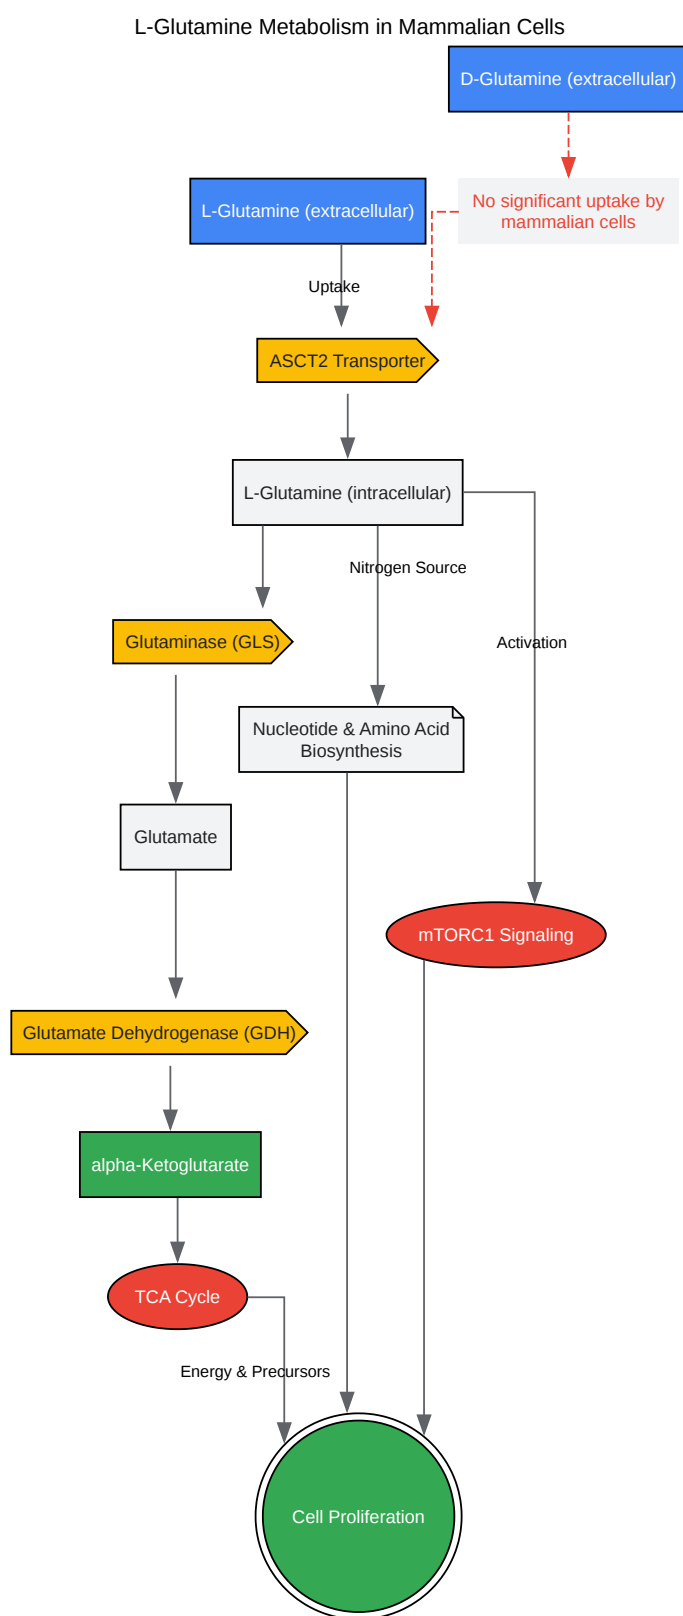 L-Glutamine Metabolism in Mammalian Cells
D-Glutamine (extracellular)
L-Glutamine (extracellular)
No significant uptake by
mammalian cells
Uptake
ASCT2 Transporter
L-Glutamine (intracellular)
Nitrogen Source
Glutaminase (GLS)
Activation
Nucleotide & Amino Acid
Biosynthesis
Glutamate
mTORC1 Signaling
Glutamate Dehydrogenase (GDH)
alpha-Ketoglutarate
TCA Cycle
Energy & Precursors
Cell Proliferation